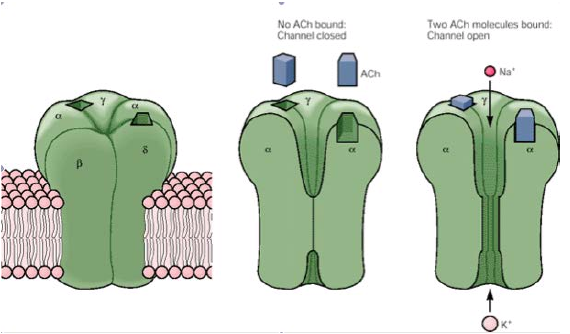 No ACh bound:
Channel closed
Two ACh molecules bound:
Channel open
ACh
Na⁺
γ
α
α
β
δ
γ
α
α
γ
α
α
K⁺